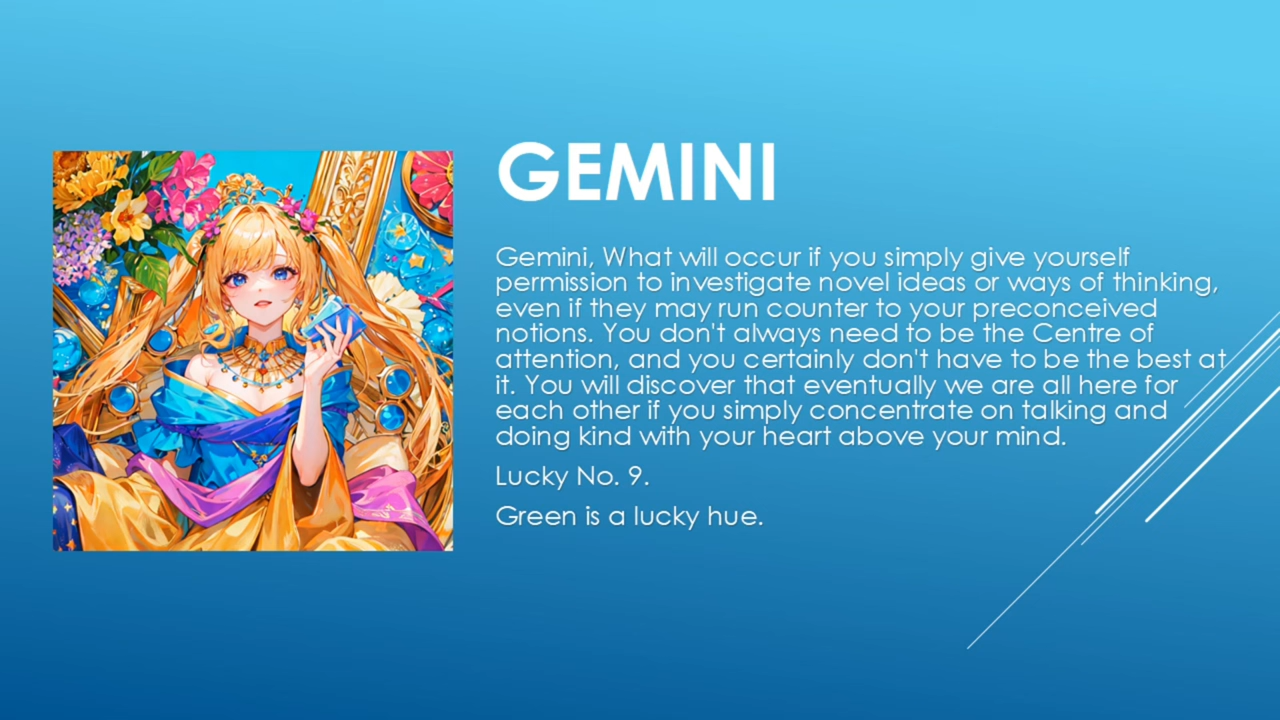 GEMINI
Gemini, What will occur if you simply give yourself
permission to investigate novel ideas or ways of thinking,
even if they may run counter to your preconceived
notions. You don't always need to be the Centre of
attention, and you certainly don't have to be the best at
it. You will discover that eventually we are all here for
each other if you simply concentrate on talking and
doing kind with your heart above your mind.
Lucky No. 9.
Green is a lucky hue.